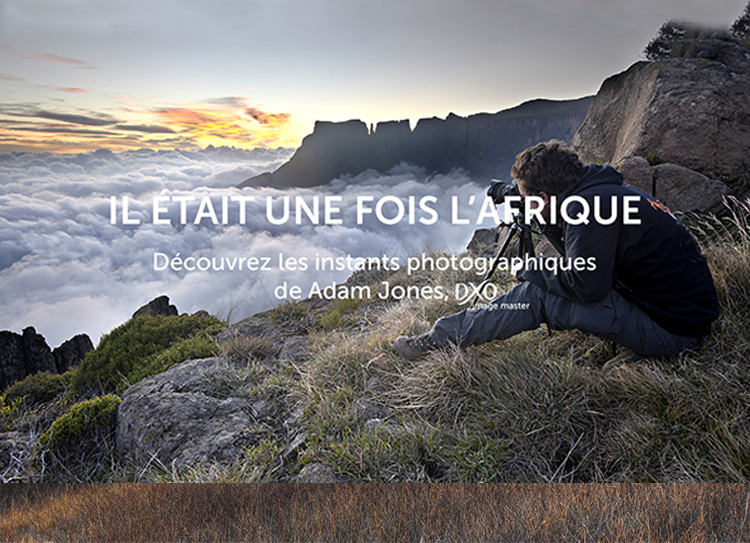 IL ÉTAIT UNE FOIS L'AFRIQUE
Découvrez les instants photographiques
de Adam Jones, DXO
image master